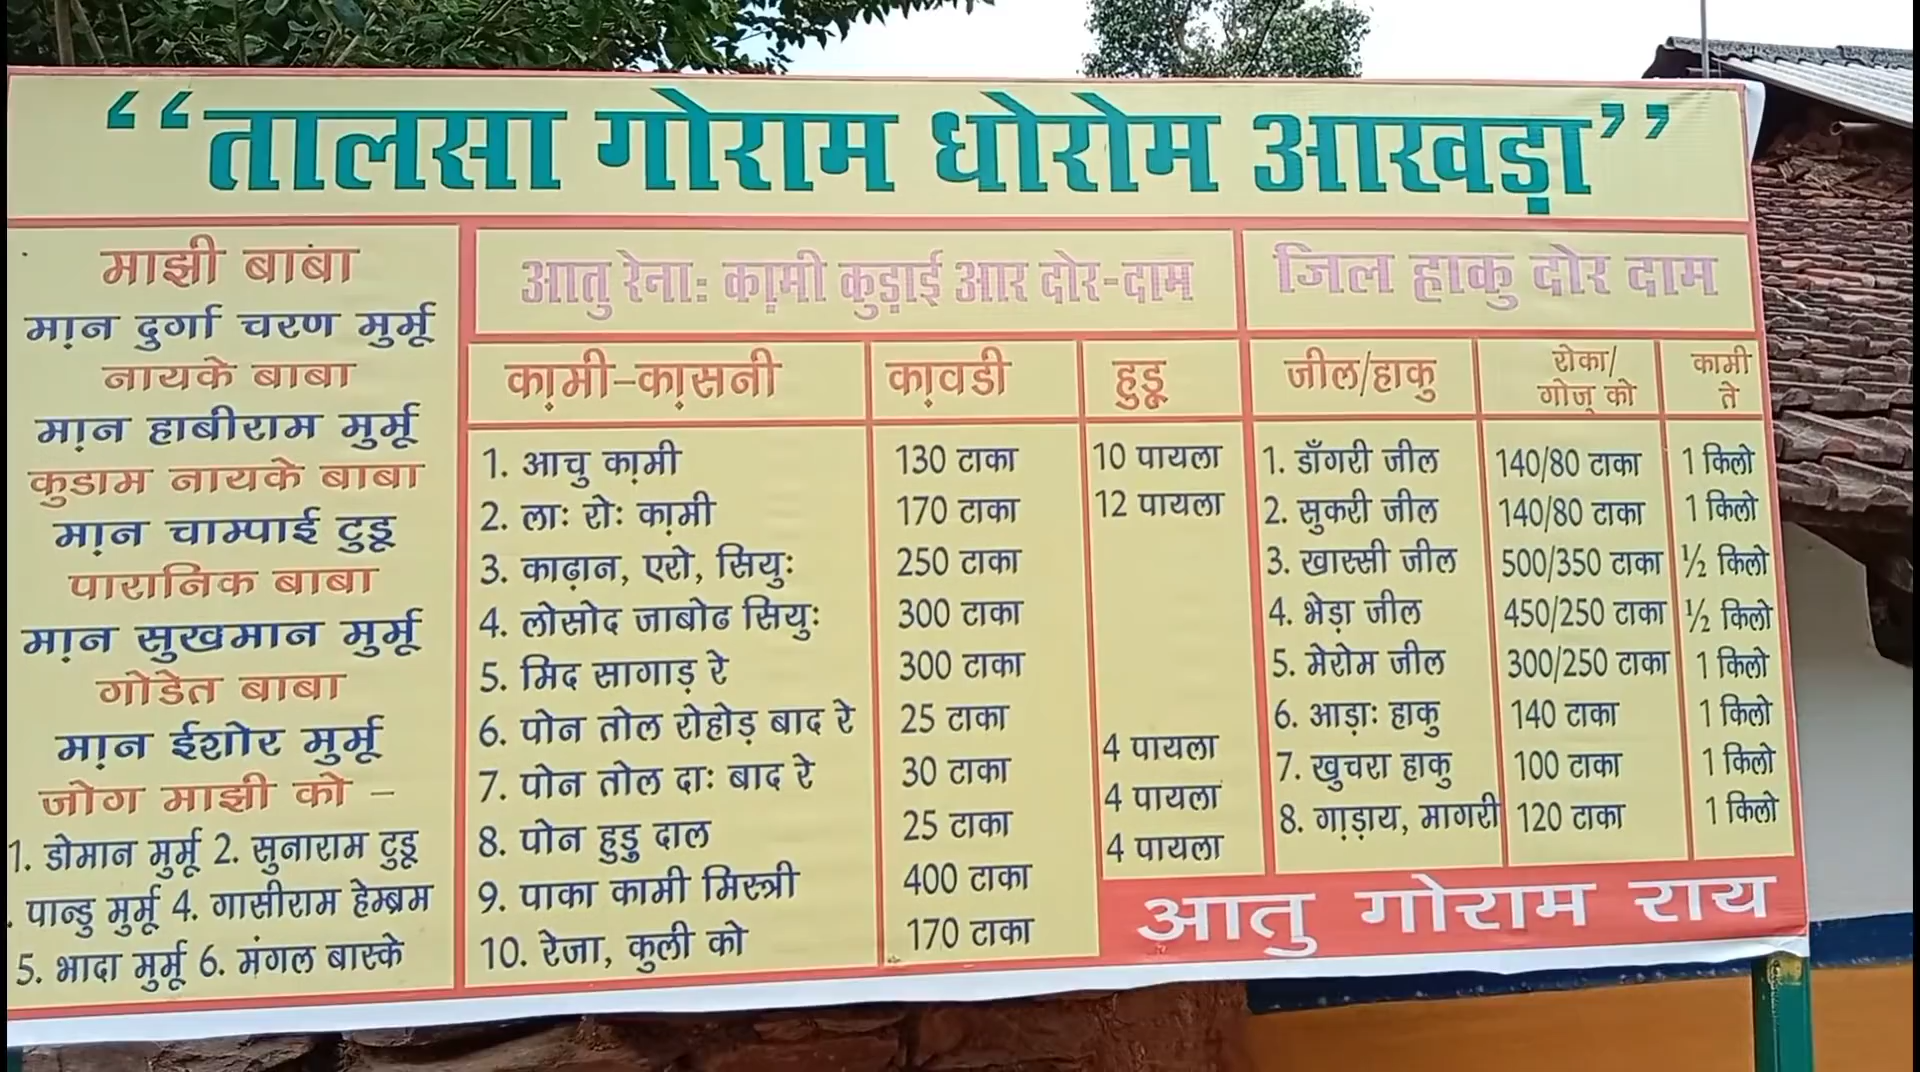 “तालसा गोराम धोरोम आखड़ा”
माझी बाबा
मा़न दुर्गा चरण मुर्मू
नायके बाबा
मा़न हाबीराम मुर्मू
कुडाम नायके बाबा
मा़न चाम्पाई टुडू
पारानिक बाबा
मा़न सुखमान मुर्मू
गोडेत बाबा
मा़न ईशोर मुर्मू
जोग माझी को –
1. डोमान मुर्मू 2. सुनाराम टुडू
. पान्डु मुर्मू 4. गासीराम हेम्ब्रम
5. भादा मुर्मू 6. मंगल बास्के
आतु रेनाः का़मी कुड़ाई आर दोर-दाम
का़मी-का़सनी का़वडी हुडू
1. आचु का़मी 130 टाका 10 पायला
2. लाः रोः का़मी 170 टाका 12 पायला
3. काढ़ान, एरो, सियुः 250 टाका
4. लोसोद जाबोढ सियुः 300 टाका
5. मिद सागाड़ रे 300 टाका
6. पोन तोल रोहोड़ बाद रे 25 टाका 4 पायला
7. पोन तोल दाः बाद रे 30 टाका 4 पायला
8. पोन हुडु दाल 25 टाका 4 पायला
9. पाका कामी मिस्त्री 400 टाका
10. रेजा, कुली को 170 टाका
जिल हाकु दोर दाम
जील/हाकु रोका/ गोज् को कामी ते
1. डाँगरी जील 140/80 टाका 1 किलो
2. सुकरी जील 140/80 टाका 1 किलो
3. खास्सी जील 500/350 टाका ½ किलो
4. भेड़ा जील 450/250 टाका ½ किलो
5. मेरोम जील 300/250 टाका 1 किलो
6. आड़ाः हाकु 140 टाका 1 किलो
7. खुचरा हाकु 100 टाका 1 किलो
8. गा़ड़ाय, मागरी 120 टाका 1 किलो
आतु गोराम राय